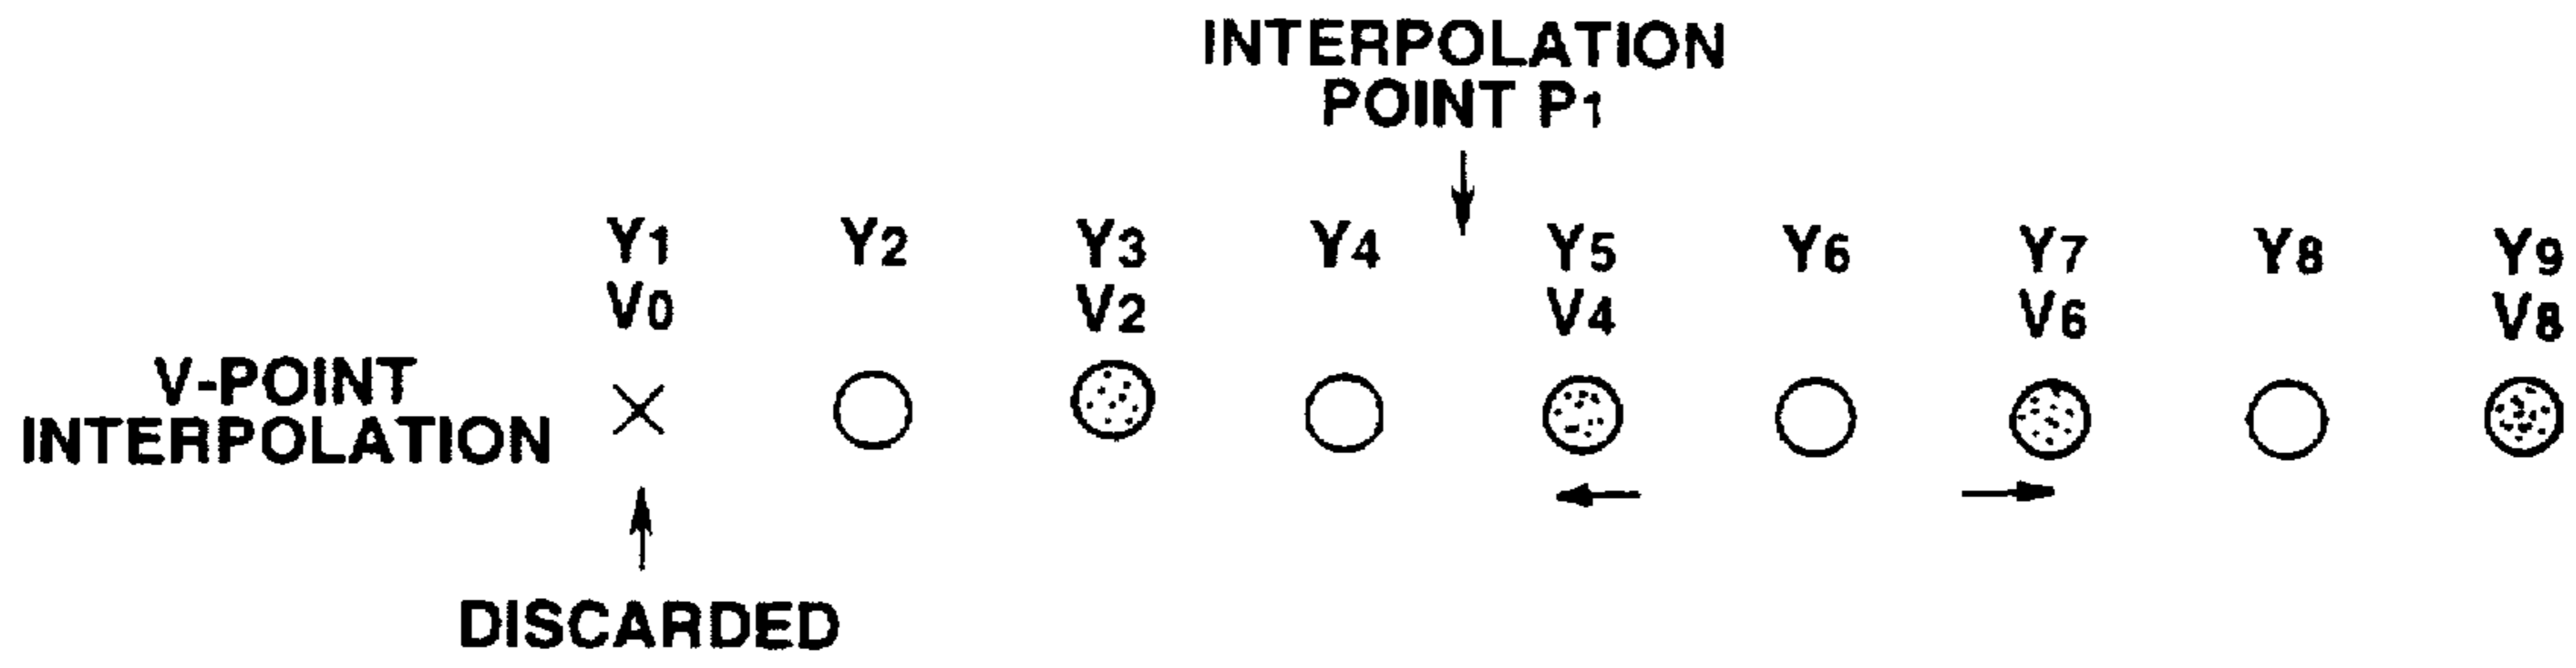 INTERPOLATION
POINT P1
Y1 Y2 Y3 Y4 Y5 Y6 Y7 Y8 Y9
V0 V2 V4 V6 V8
V-POINT
INTERPOLATION
DISCARDED